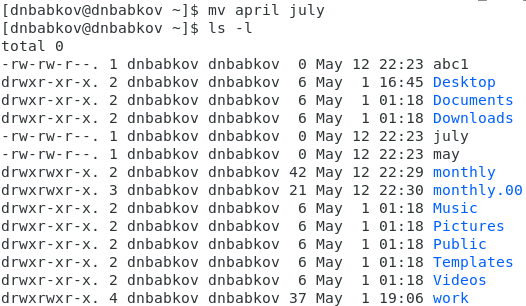 [dnbabkov@dnbabkov ~]$ mv april july
[dnbabkov@dnbabkov ~]$ ls -l
total 0
-rw-rw-r--. 1 dnbabkov dnbabkov  0 May 12 22:23 abc1
drwxr-xr-x. 2 dnbabkov dnbabkov  6 May  1 16:45 Desktop
drwxr-xr-x. 2 dnbabkov dnbabkov  6 May  1 01:18 Documents
drwxr-xr-x. 2 dnbabkov dnbabkov  6 May  1 01:18 Downloads
-rw-rw-r--. 1 dnbabkov dnbabkov  0 May 12 22:23 july
-rw-rw-r--. 1 dnbabkov dnbabkov  0 May 12 22:23 may
drwxrwxr-x. 2 dnbabkov dnbabkov 42 May 12 22:29 monthly
drwxrwxr-x. 3 dnbabkov dnbabkov 21 May 12 22:30 monthly.00
drwxr-xr-x. 2 dnbabkov dnbabkov  6 May  1 01:18 Music
drwxr-xr-x. 2 dnbabkov dnbabkov  6 May  1 01:18 Pictures
drwxr-xr-x. 2 dnbabkov dnbabkov  6 May  1 01:18 Public
drwxr-xr-x. 2 dnbabkov dnbabkov  6 May  1 01:18 Templates
drwxr-xr-x. 2 dnbabkov dnbabkov  6 May  1 01:18 Videos
drwxrwxr-x. 4 dnbabkov dnbabkov 37 May  1 19:06 work